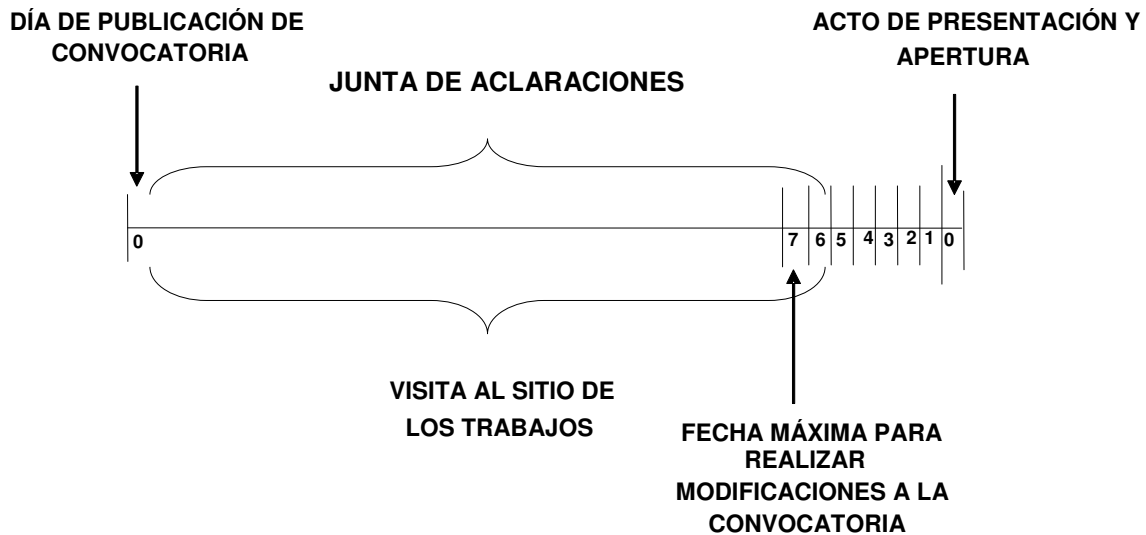 DÍA DE PUBLICACIÓN DE
CONVOCATORIA
ACTO DE PRESENTACIÓN Y
APERTURA
JUNTA DE ACLARACIONES
0 7 6 5 4 3 2 1 0
VISITA AL SITIO DE
LOS TRABAJOS
FECHA MÁXIMA PARA
REALIZAR
MODIFICACIONES A LA
CONVOCATORIA